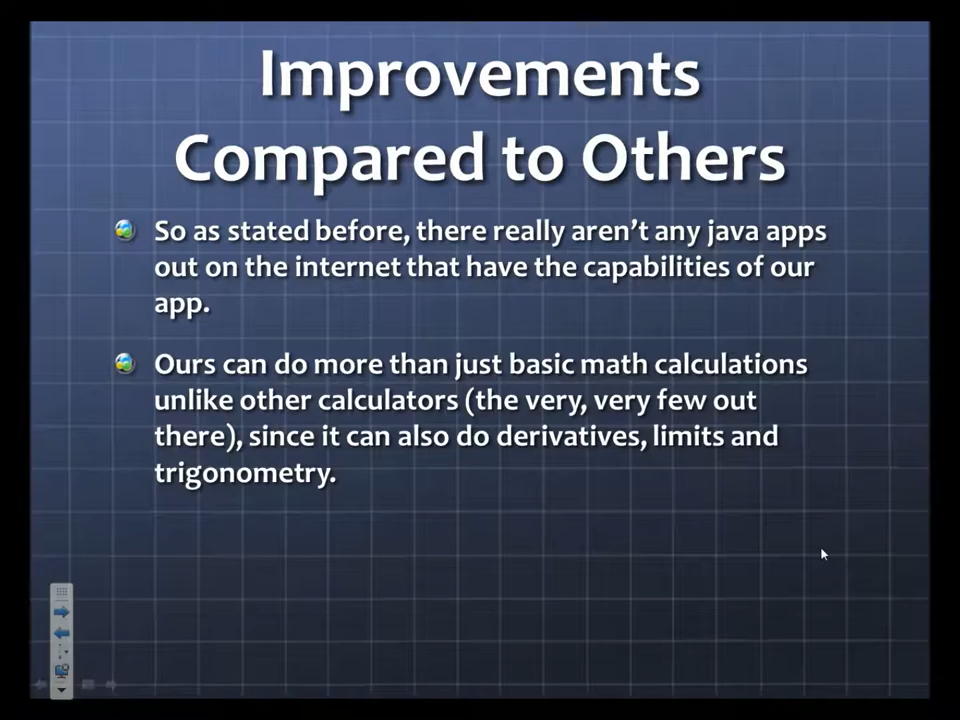 Improvements
Compared to Others
So as stated before, there really aren’t any java apps
out on the internet that have the capabilities of our
app.
Ours can do more than just basic math calculations
unlike other calculators (the very, very few out
there), since it can also do derivatives, limits and
trigonometry.